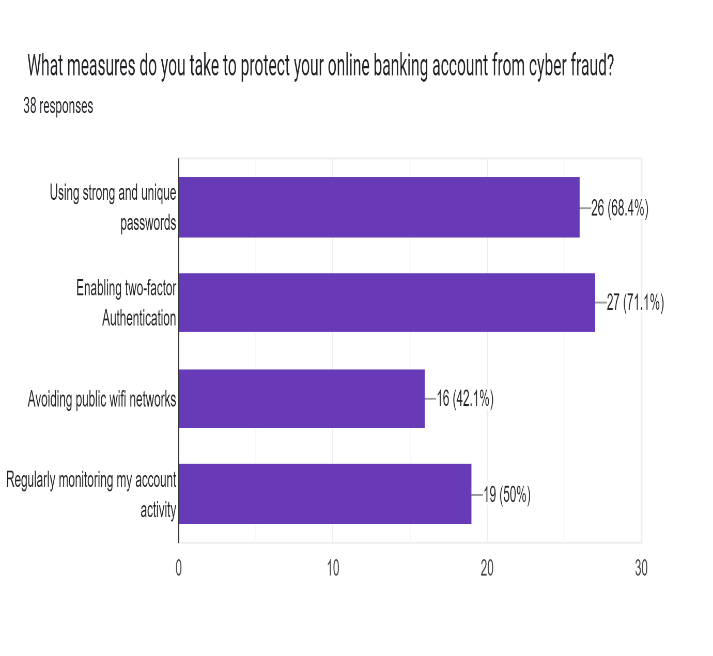 What measures do you take to protect your online banking account from cyber fraud?
38 responses
Using strong and unique
passwords
26 (68.4%)
Enabling two-factor
Authentication
27 (71.1%)
Avoiding public wifi networks
16 (42.1%)
Regularly monitoring my account
activity
19 (50%)
0 10 20 30